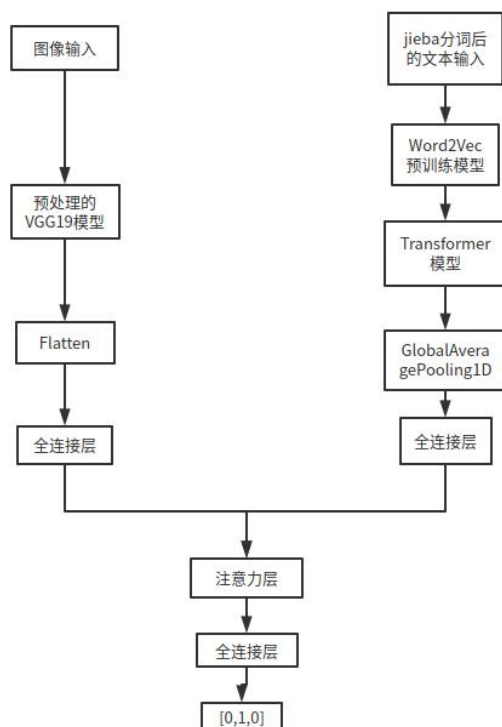 图像输入
预处理的
VGG19模型
Flatten
全连接层
jieba分词后
的文本输入
Word2Vec
预训练模型
Transformer
模型
GlobalAvera
gePooling1D
全连接层
注意力层
全连接层
[0,1,0]